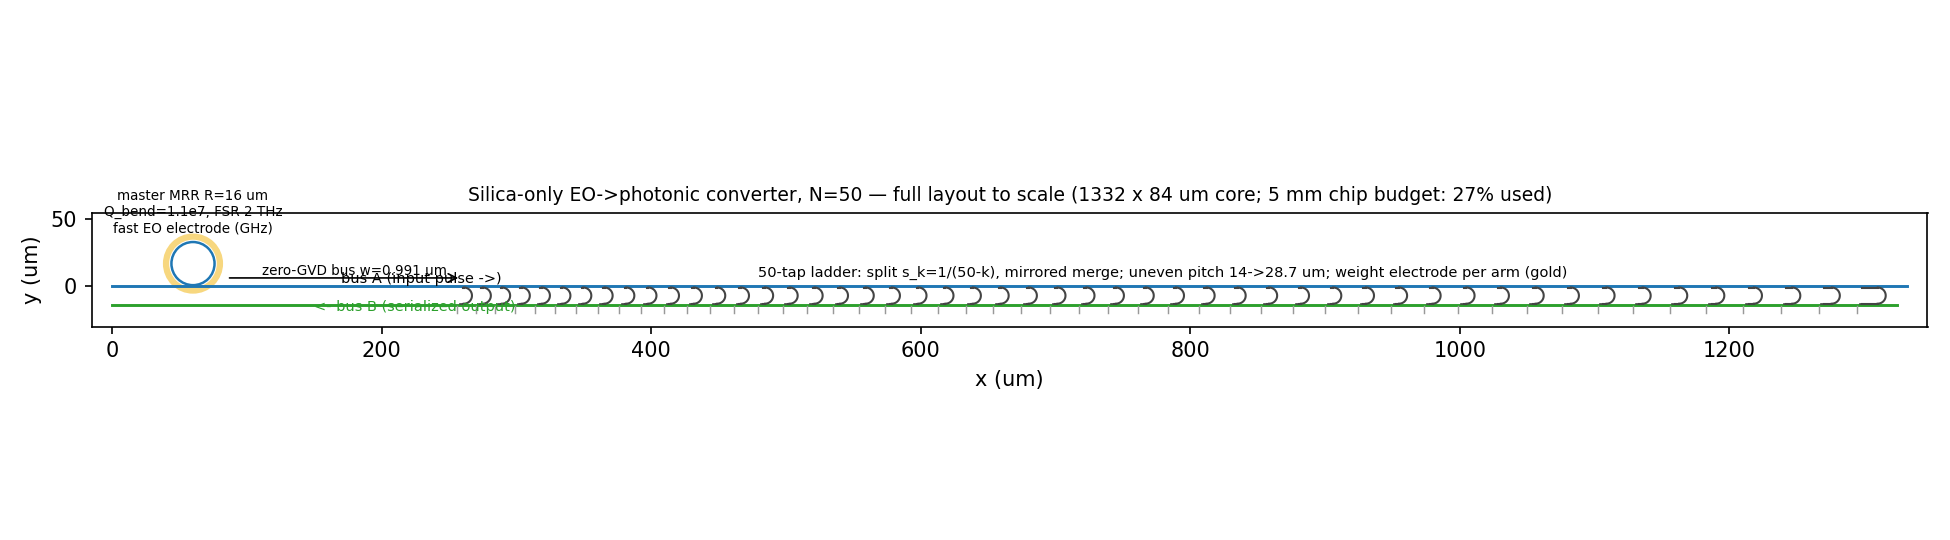 Silica-only EO->photonic converter, N=50 — full layout to scale (1332 x 84 um core; 5 mm chip budget: 27% used)
master MRR R=16 um
Q_bend=1.1e7, FSR 2 THz
fast EO electrode (GHz)
zero-GVD bus w=0.991 um
bus A (input pulse ->)
50-tap ladder: split s_k=1/(50-k), mirrored merge; uneven pitch 14->28.7 um; weight electrode per arm (gold)
<- bus B (serialized output)
y (um)
50
0
0
200
400
600
800
1000
1200
x (um)